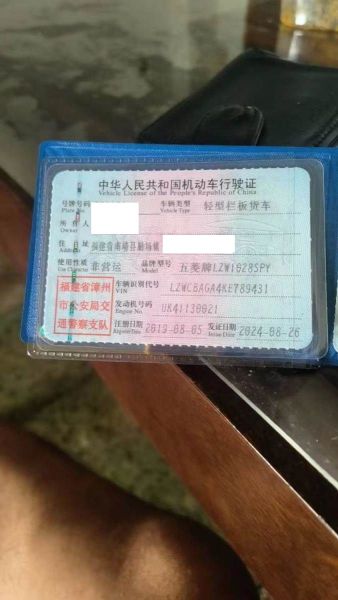 中华人民共和国机动车行驶证
Vehicle License of the People's Republic of China
号牌号码 车辆类型 轻型栏板货车
Plate No. Vehicle Type
所有人
Owner
住址
Address
使用性质 非营运 品牌型号 五菱牌LZW1028SPY
Use Character Model
福建省漳州
市公安局交
通警察支队
车辆识别代号 LZWCBAGA4KE789431
VIN
发动机号码 UK41130021
Engine No.
注册日期 2019-08-05 发证日期 2024-08-26
Register Date Issue Date